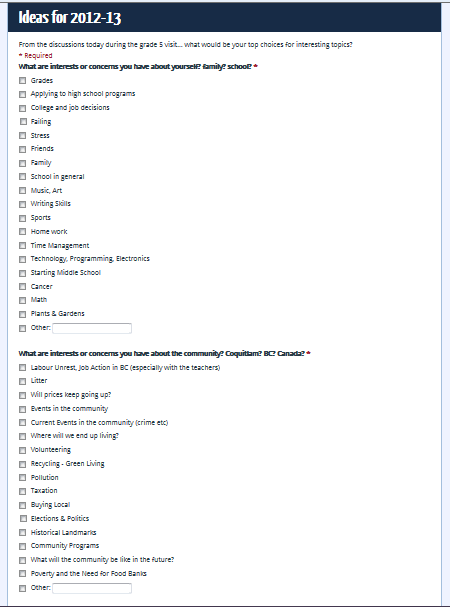 Ideas for 2012-13
From the discussions today during the grade 5 visit... what would be your top choices for interesting topics?
* Required
What are interests or concerns you have about yourself? family? school? *
Grades
Applying to high school programs
College and job decisions
Failing
Stress
Friends
Family
School in general
Music, Art
Writing Skills
Sports
Home work
Time Management
Technology, Programming, Electronics
Starting Middle School
Cancer
Math
Plants & Gardens
Other:
What are interests or concerns you have about the community? Coquitlam? BC? Canada? *
Labour Unrest, Job Action in BC (especially with the teachers)
Litter
Will prices keep going up?
Events in the community
Current Events in the community (crime etc)
Where will we end up living?
Volunteering
Recycling - Green Living
Pollution
Taxation
Buying Local
Elections & Politics
Historical Landmarks
Community Programs
What will the community be like in the future?
Poverty and the Need for Food Banks
Other: